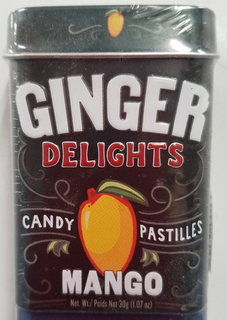 GINGER
DELIGHTS
CANDY PASTILLES
MANGO
Net. Wt./Poids Net 30g (1.07 oz)